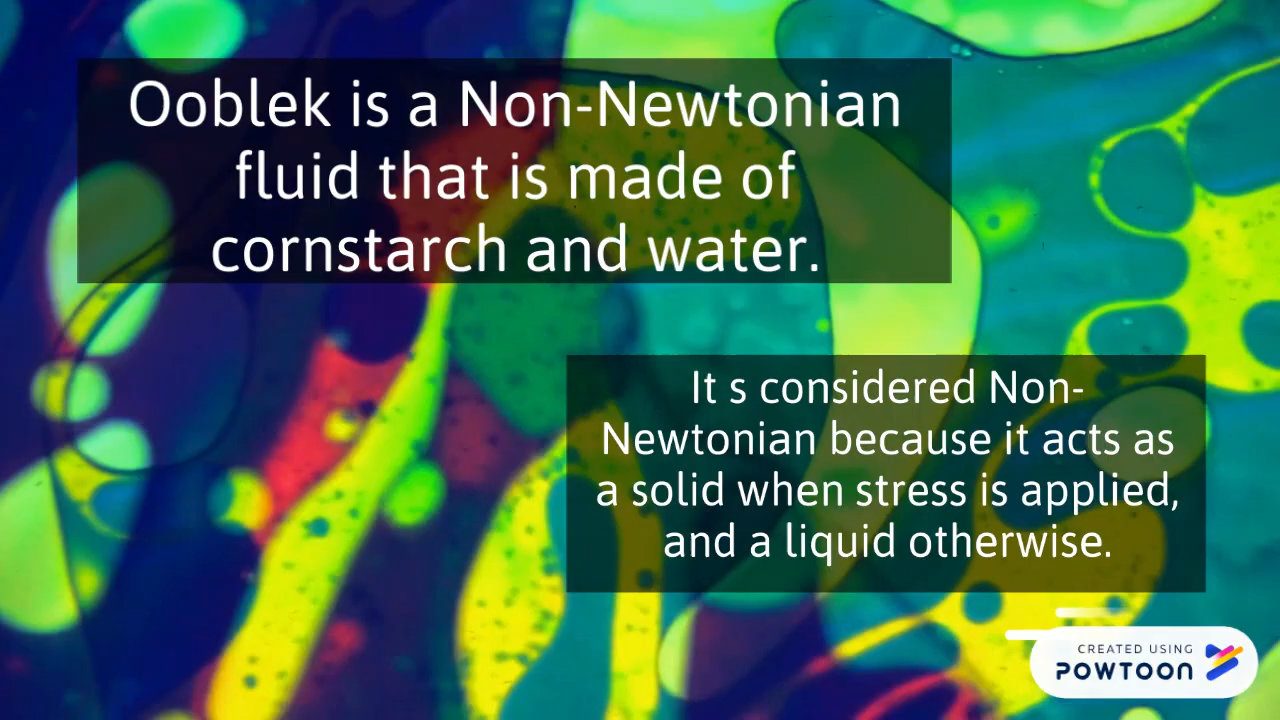 Ooblek is a Non-Newtonian
fluid that is made of
cornstarch and water.
It s considered Non-
Newtonian because it acts as
a solid when stress is applied,
and a liquid otherwise.
CREATED USING
POWTOON